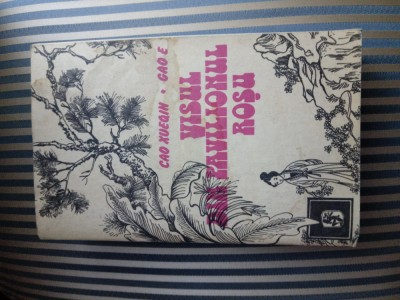 CAO XUEQIN • GAO E
VISUL
DIN PAVILIONUL
ROȘU